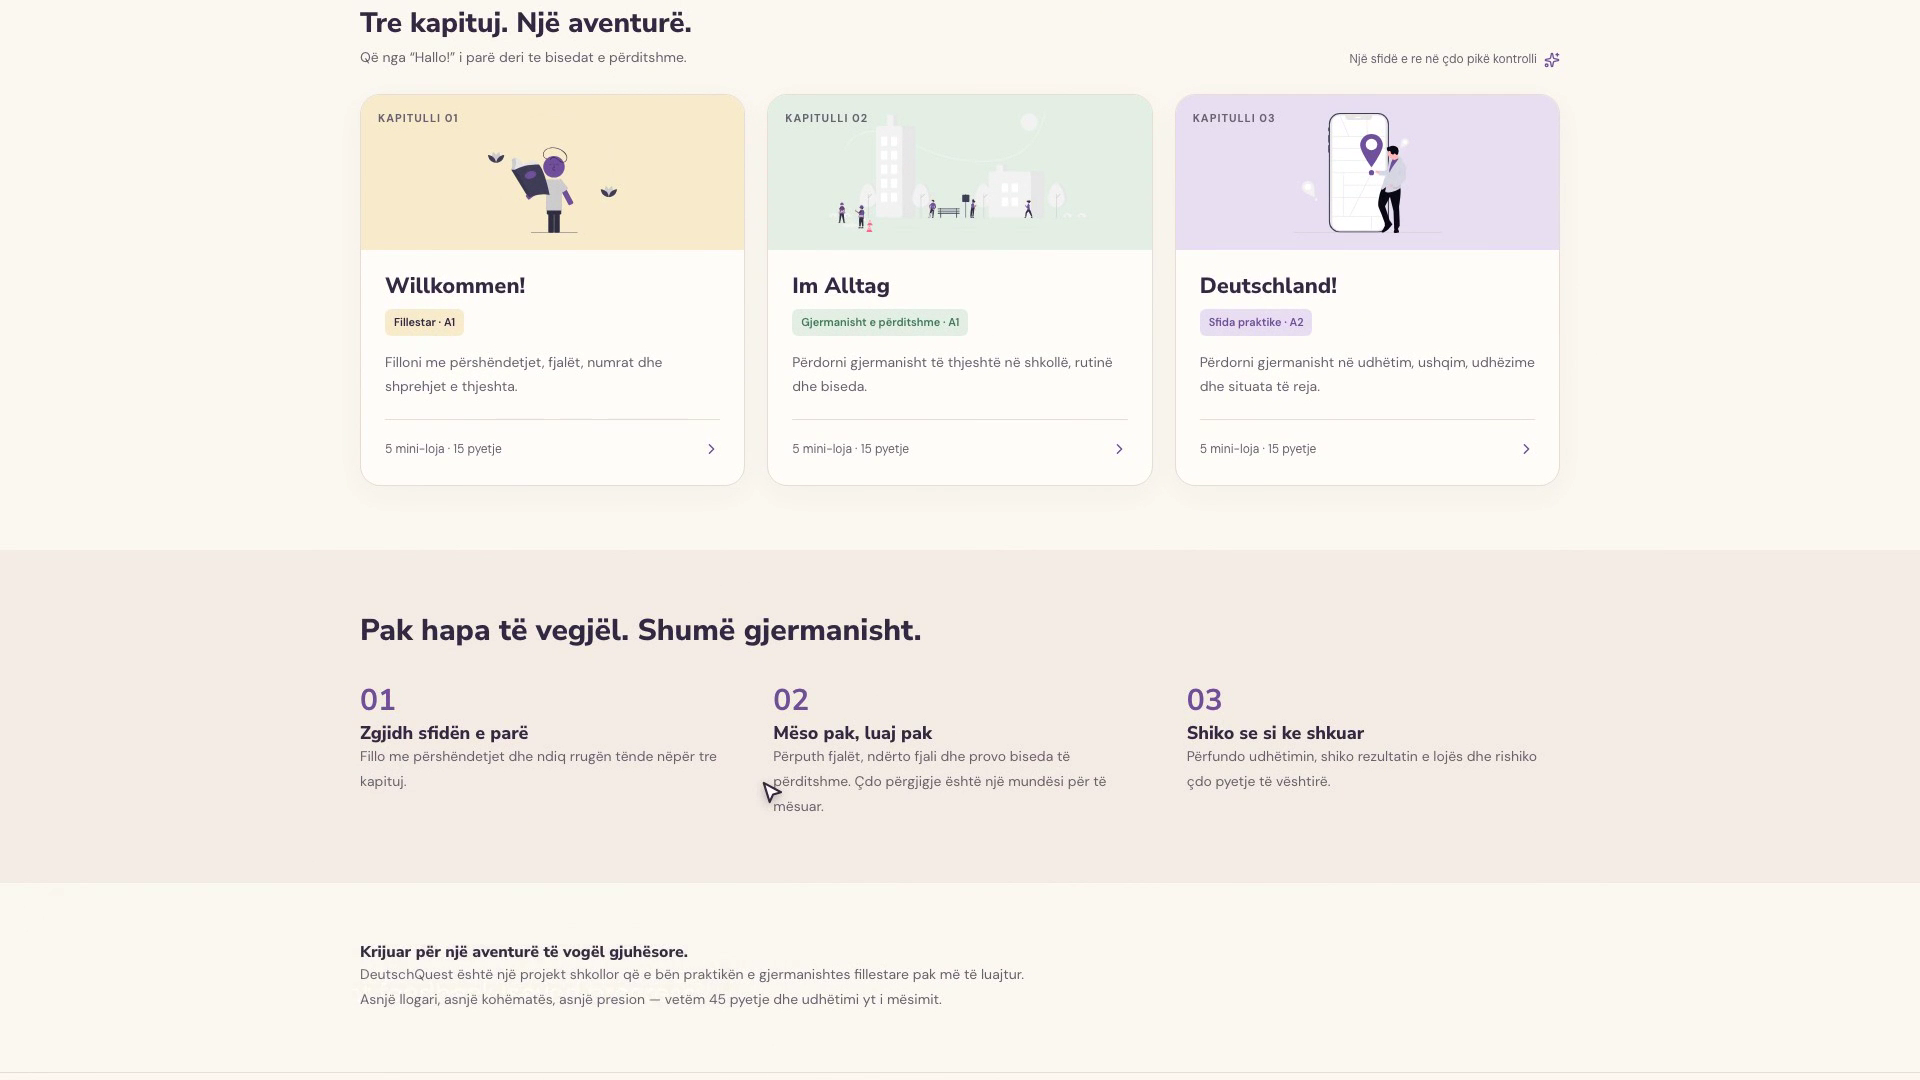 Tre kapituj. Një aventurë.
Që nga “Hallo!” i parë deri te bisedat e përditshme.
Një sfidë e re në çdo pikë kontrolli
KAPITULLI 01
KAPITULLI 02
KAPITULLI 03
Willkommen!
Fillestar · A1
Filloni me përshëndetjet, fjalët, numrat dhe
shprehjet e thjeshta.
5 mini-loja · 15 pyetje
Im Alltag
Gjermanisht e përditshme · A1
Përdorni gjermanisht të thjeshtë në shkollë, rutinë
dhe biseda.
5 mini-loja · 15 pyetje
Deutschland!
Sfida praktike · A2
Përdorni gjermanisht në udhëtim, ushqim, udhëzime
dhe situata të reja.
5 mini-loja · 15 pyetje
Pak hapa të vegjël. Shumë gjermanisht.
01
Zgjidh sfidën e parë
Fillo me përshëndetjet dhe ndiq rrugën tënde nëpër tre
kapituj.
02
Mëso pak, luaj pak
Përputh fjalët, ndërto fjali dhe provo biseda të
përditshme. Çdo përgjigje është një mundësi për të
mësuar.
03
Shiko se si ke shkuar
Përfundo udhëtimin, shiko rezultatin e lojës dhe rishiko
çdo pyetje të vështirë.
Krijuar për një aventurë të vogël gjuhësore.
DeutschQuest është një projekt shkollor që e bën praktikën e gjermanishtes fillestare pak më të luajtur.
Asnjë llogari, asnjë kohëmatës, asnjë presion — vetëm 45 pyetje dhe udhëtimi yt i mësimit.